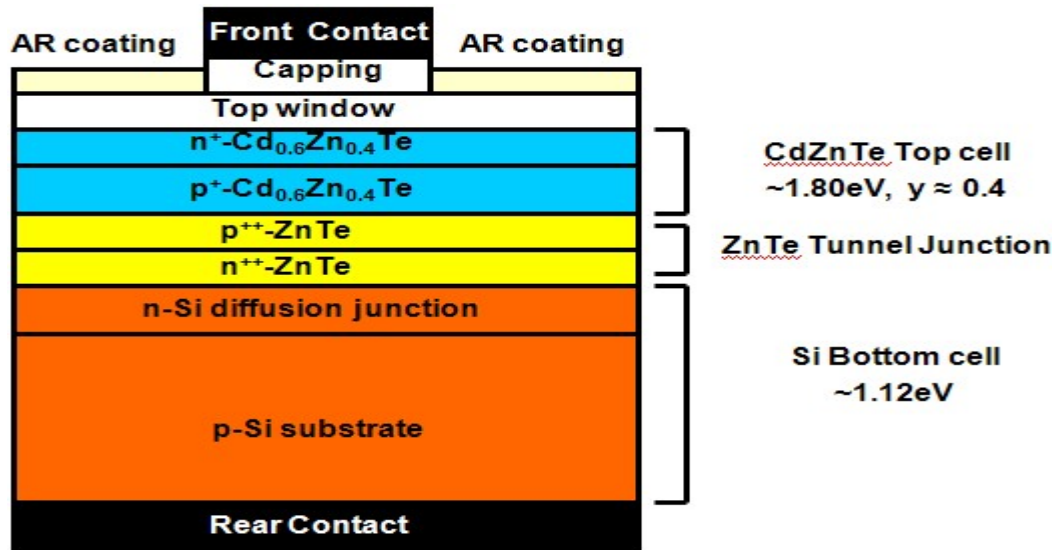 Front Contact
AR coating
AR coating
Capping
Top window
n⁺-Cd₀.₆Zn₀.₄Te
p⁺-Cd₀.₆Zn₀.₄Te
CdZnTe Top cell
~1.80eV, y ≈ 0.4
p⁺⁺-ZnTe
n⁺⁺-ZnTe
ZnTe Tunnel Junction
n-Si diffusion junction
p-Si substrate
Si Bottom cell
~1.12eV
Rear Contact